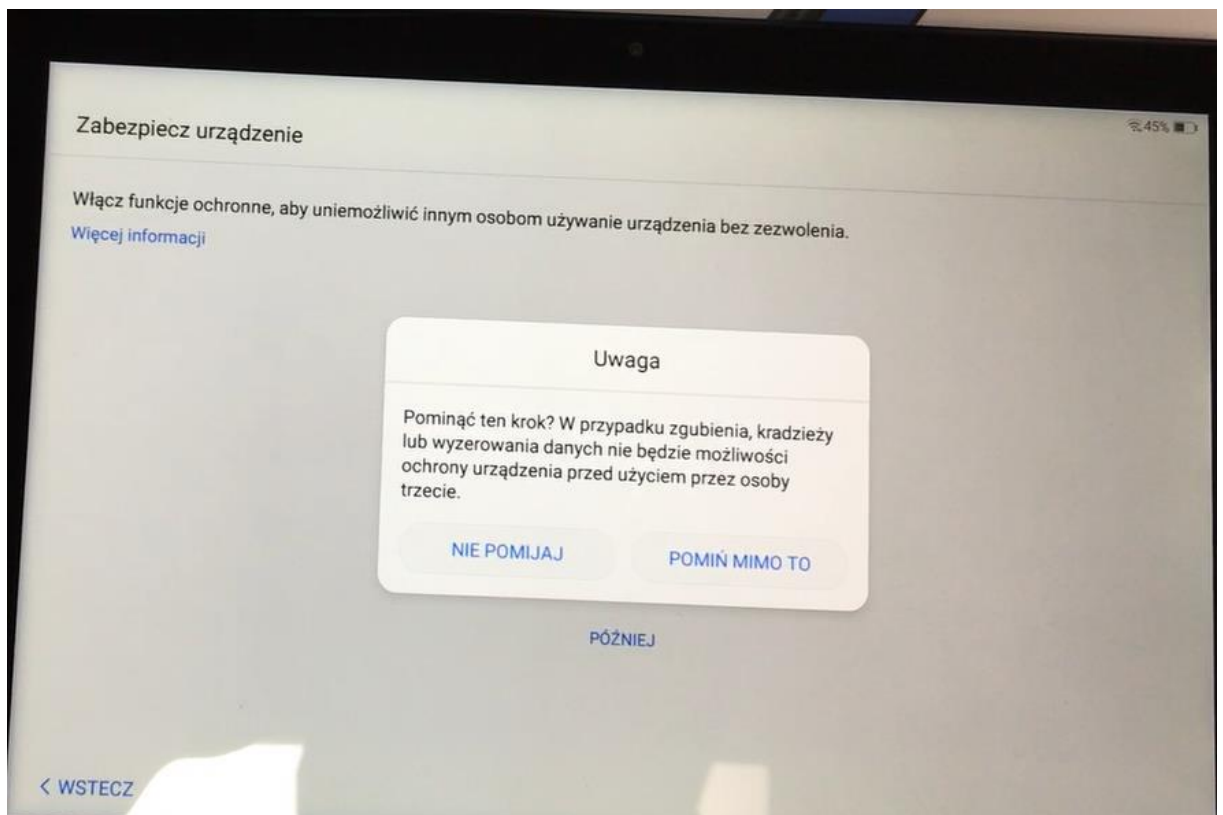 45%
Zabezpiecz urządzenie
Włącz funkcje ochronne, aby uniemożliwić innym osobom używanie urządzenia bez zezwolenia.
Więcej informacji
Uwaga
Pominąć ten krok? W przypadku zgubienia, kradzieży
lub wyzerowania danych nie będzie możliwości
ochrony urządzenia przed użyciem przez osoby
trzecie.
NIE POMIJAJ
POMIŃ MIMO TO
PÓŹNIEJ
< WSTECZ